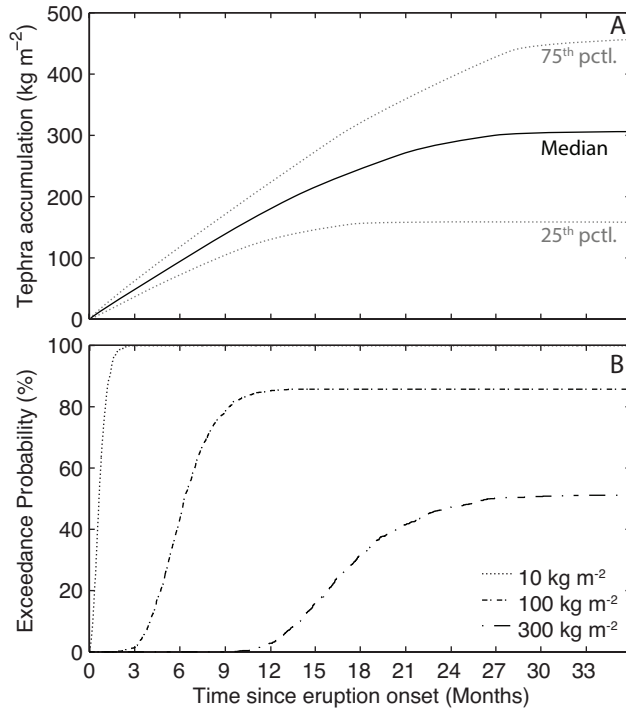 A
Tephra accumulation (kg m⁻²)
500
400
300
200
100
0
75th pctl.
Median
25th pctl.
B
Exceedance Probability (%)
100
80
60
40
20
0
10 kg m⁻²
100 kg m⁻²
300 kg m⁻²
0 3 6 9 12 15 18 21 24 27 30 33
Time since eruption onset (Months)